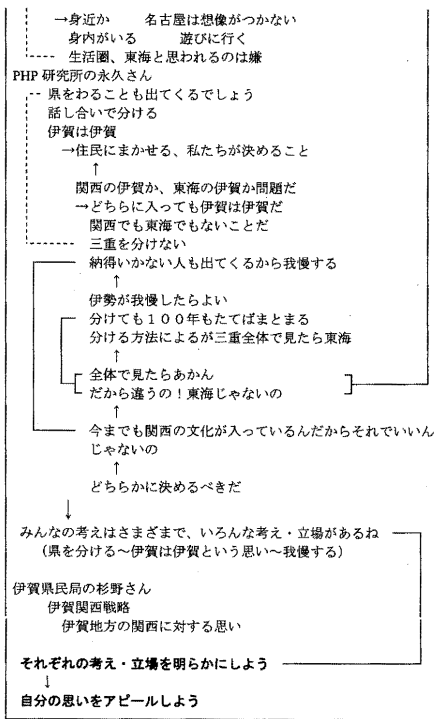 →身近か　　名古屋は想像がつかない
身内がいる　　遊びに行く
生活圏、東海と思われるのは嫌
PHP 研究所の永久さん
県をわることも出てくるでしょう
話し合いで分ける
伊賀は伊賀
→住民にまかせる、私たちが決めること
↑
関西の伊賀か、東海の伊賀か問題だ
→どちらに入っても伊賀は伊賀だ
関西でも東海でもないことだ
三重を分けない
納得いかない人も出てくるから我慢する
↑
伊勢が我慢したらよい
分けても１００年もたてばまとまる
分ける方法によるが三重全体で見たら東海
↑
全体で見たらあかん
だから違うの！東海じゃないの
↑
今までも関西の文化が入っているんだからそれでいいん
じゃないの
↑
どちらかに決めるべきだ
↓
みんなの考えはさまざまで、いろんな考え・立場があるね
（県を分ける～伊賀は伊賀という思い～我慢する）
伊賀県民局の杉野さん
伊賀関西戦略
伊賀地方の関西に対する思い
それぞれの考え・立場を明らかにしよう
↓
自分の思いをアピールしよう